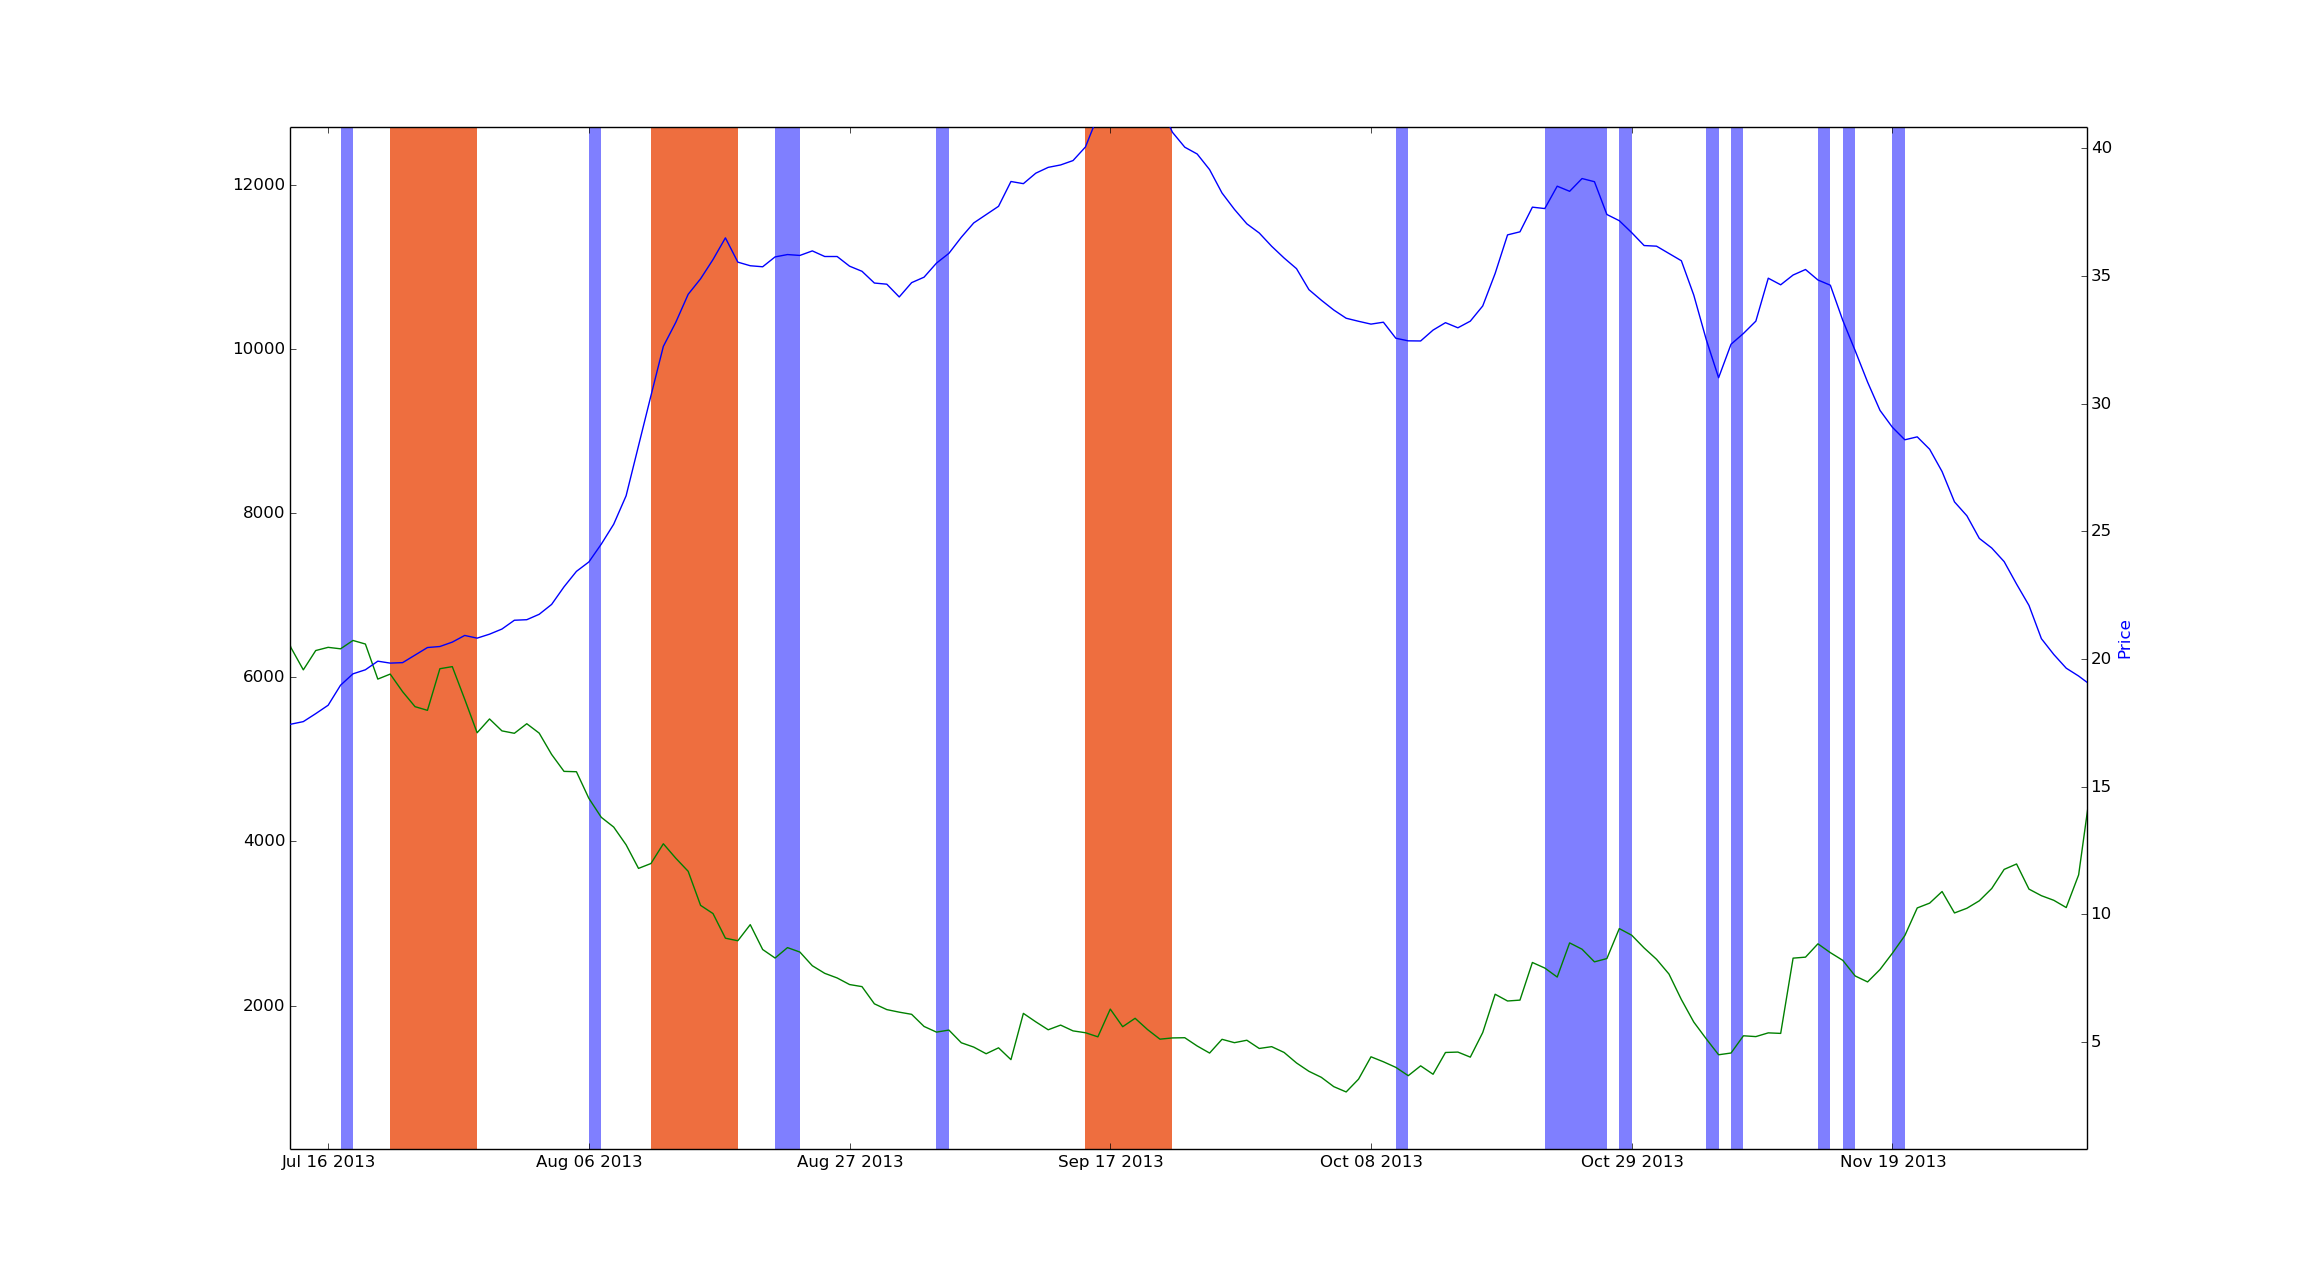 12000
10000
8000
6000
4000
2000
40
35
30
25
20
15
10
5
Price
Jul 16 2013
Aug 06 2013
Aug 27 2013
Sep 17 2013
Oct 08 2013
Oct 29 2013
Nov 19 2013